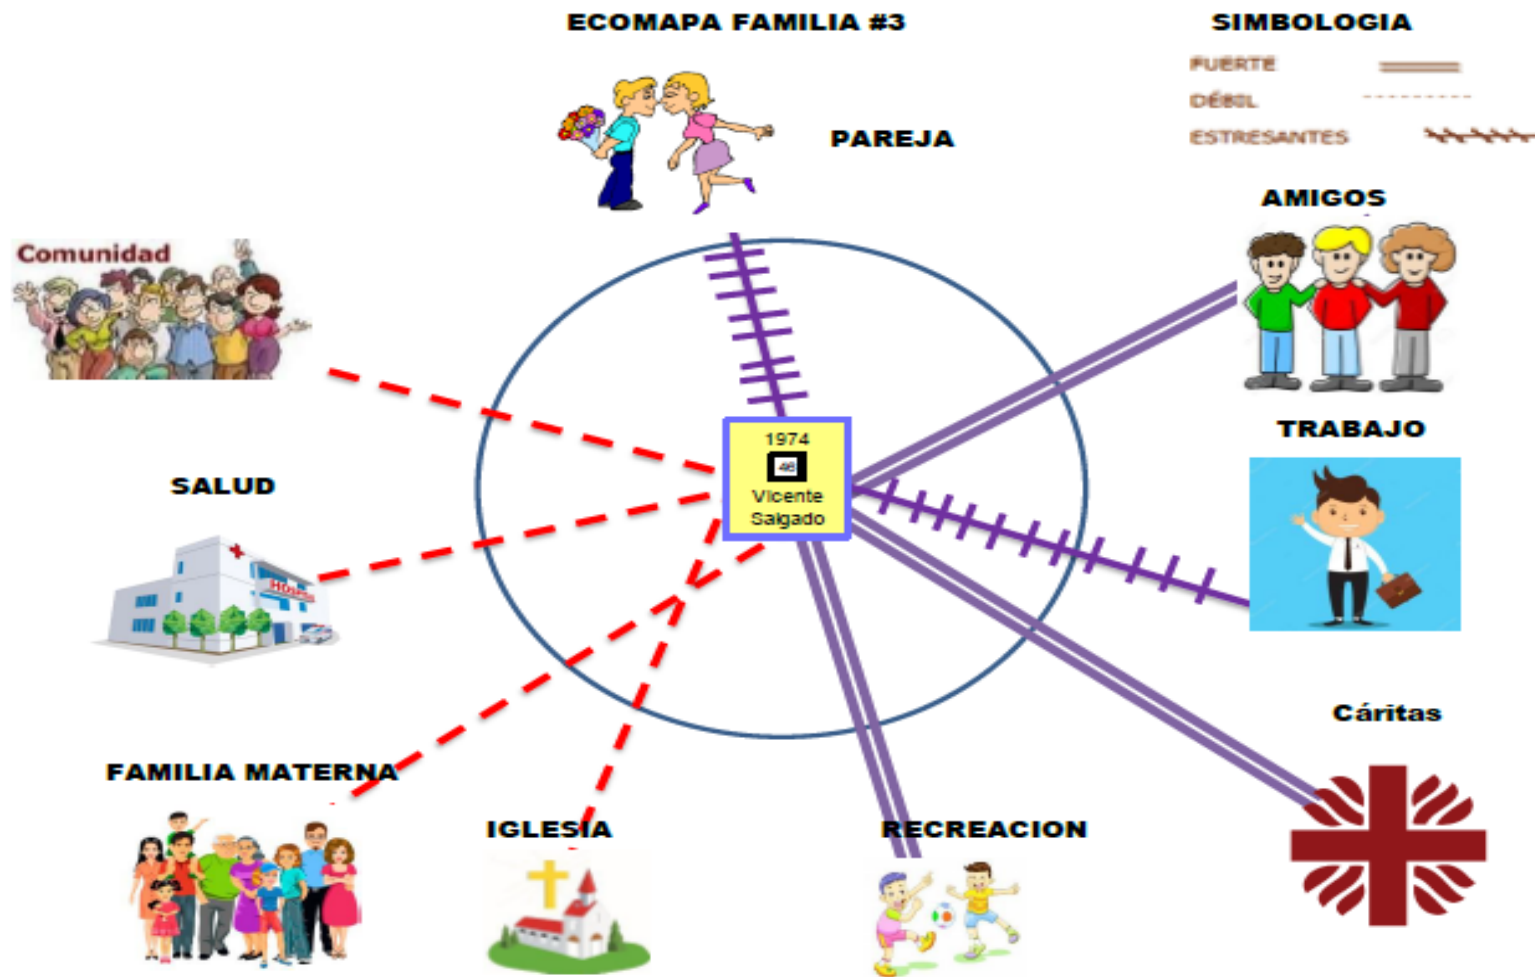 ECOMAPA FAMILIA #3
SIMBOLOGIA
FUERTE
DÉBIL
ESTRESANTES
PAREJA
AMIGOS
Comunidad
TRABAJO
1974
46
Vicente
Salgado
SALUD
HOSPITAL
Cáritas
FAMILIA MATERNA
IGLESIA
RECREACION